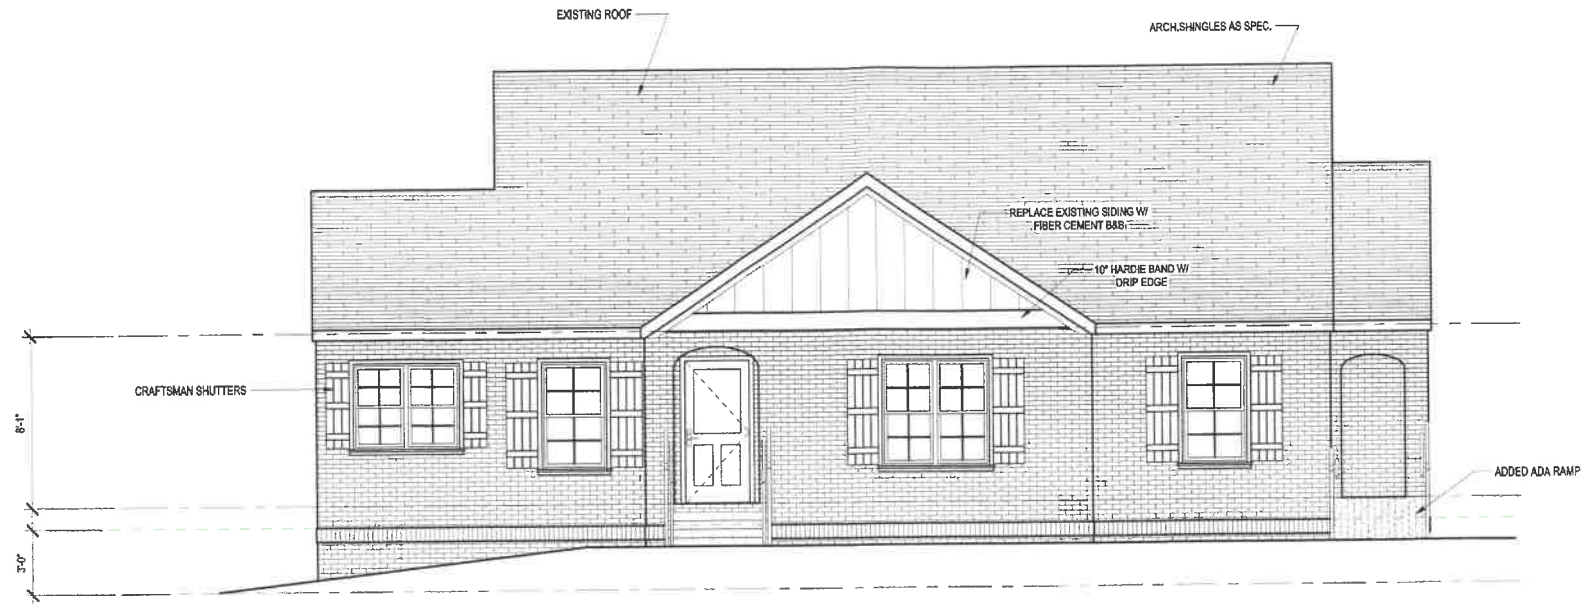 EXISTING ROOF
ARCH.SHINGLES AS SPEC.
REPLACE EXISTING SIDING W/
FIBER CEMENT B&B.
10" HARDIE BAND W/
DRIP EDGE
CRAFTSMAN SHUTTERS
8'-1"
ADDED ADA RAMP
3'-0"